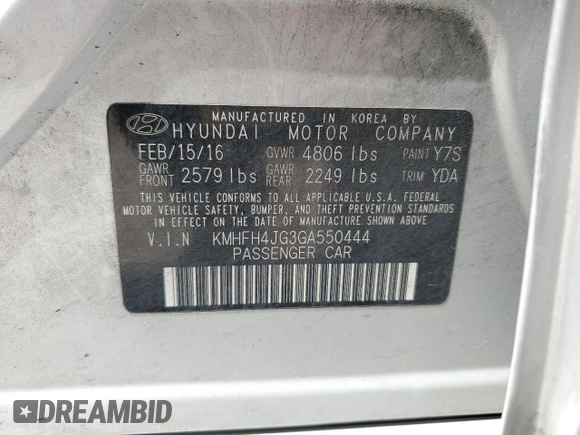 MANUFACTURED IN KOREA BY
HYUNDAI MOTOR COMPANY
FEB/15/16 GVWR 4806 lbs PAINT Y7S
GAWR FRONT 2579 lbs GAWR REAR 2249 lbs TRIM YDA
THIS VEHICLE CONFORMS TO ALL APPLICABLE U.S.A. FEDERAL
MOTOR VEHICLE SAFETY, BUMPER, AND THEFT PREVENTION STANDARDS
IN EFFECT ON THE DATE OF MANUFACTURE SHOWN ABOVE
V.I.N KMHFH4JG3GA550444
PASSENGER CAR
DREAMBID